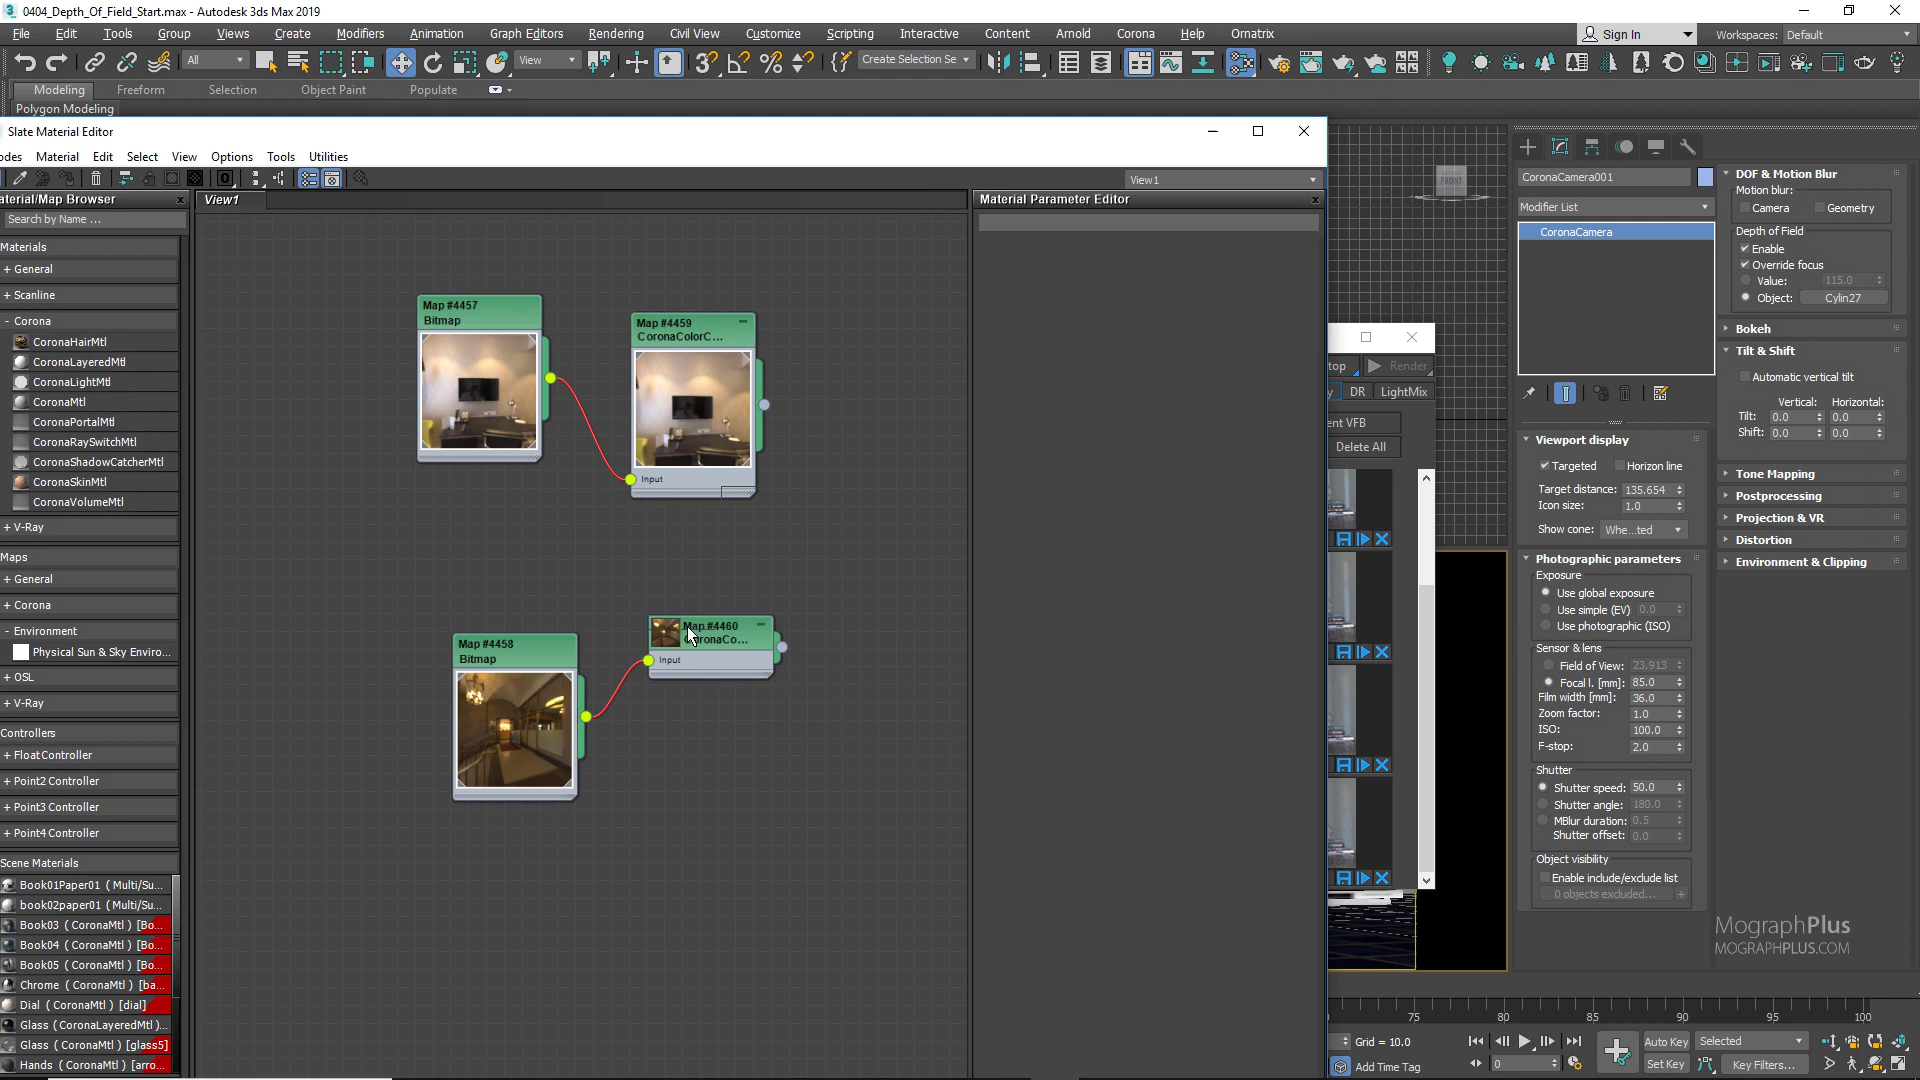 0404_Depth_Of_Field_Start.max - Autodesk 3ds Max 2019
File Edit Tools Group Views Create Modifiers Animation Graph Editors Rendering Civil View Customize Scripting Interactive Content Arnold Corona Help Ornatrix
Sign In Workspaces: Default
All View Create Selection Se
Modeling Freeform Selection Object Paint Populate
Polygon Modeling
Slate Material Editor
odes Material Edit Select View Options Tools Utilities
View1
aterial/Map Browser
Search by Name ...
Materials
+ General
+ Scanline
- Corona
CoronaHairMtl
CoronaLayeredMtl
CoronaLightMtl
CoronaMtl
CoronaPortalMtl
CoronaRaySwitchMtl
CoronaShadowCatcherMtl
CoronaSkinMtl
CoronaVolumeMtl
+ V-Ray
Maps
+ General
+ Corona
- Environment
Physical Sun & Sky Enviro...
+ OSL
+ V-Ray
Controllers
+ FloatController
+ Point2 Controller
+ Point3 Controller
+ Point4 Controller
Scene Materials
Book01Paper01 ( Multi/Su...
book02paper01 ( Multi/Su...
Book03 ( CoronaMtl ) [Bo...
Book04 ( CoronaMtl ) [Bo...
Book05 ( CoronaMtl ) [Bo...
Chrome ( CoronaMtl ) [ba...
Dial ( CoronaMtl ) [dial]
Glass ( CoronaLayeredMtl )...
Glass ( CoronaMtl ) [glass5]
Hands ( CoronaMtl ) [arro...
View1
Map #4457
Bitmap
Map #4459
CoronaColorC...
Input
Map #4458
Bitmap
Map #4460
Input
Material Parameter Editor
FRONT
top Render
y DR LightMix
ent VFB
Delete All
CoronaCamera001
Modifier List
CoronaCamera
Viewport display
Targeted Horizon line
Target distance: 135.654
Icon size: 1.0
Show cone: Whe...ted
Photographic parameters
Exposure
Use global exposure
Use simple (EV) 0.0
Use photographic (ISO)
Sensor & lens
Field of View: 23.913
Focal l. [mm]: 85.0
Film width [mm]: 36.0
Zoom factor: 1.0
ISO: 100.0
F-stop: 2.0
Shutter
Shutter speed: 50.0
Shutter angle: 180.0
MBlur duration: 0.5
Shutter offset: 0.0
Object visibility
Enable include/exclude list
0 objects excluded... +
DOF & Motion Blur
Motion blur:
Camera Geometry
Depth of Field
Enable
Override focus
Value: 115.0
Object: Cylin27
Bokeh
Tilt & Shift
Automatic vertical tilt
Vertical: Horizontal:
Tilt: 0.0 0.0
Shift: 0.0 0.0
Tone Mapping
Postprocessing
Projection & VR
Distortion
Environment & Clipping
MographPlus
MOGRAPHPLUS.COM
75 80 85 90 95 100
Grid = 10.0
Auto Key Selected
Add Time Tag
0
Set Key Key Filters...